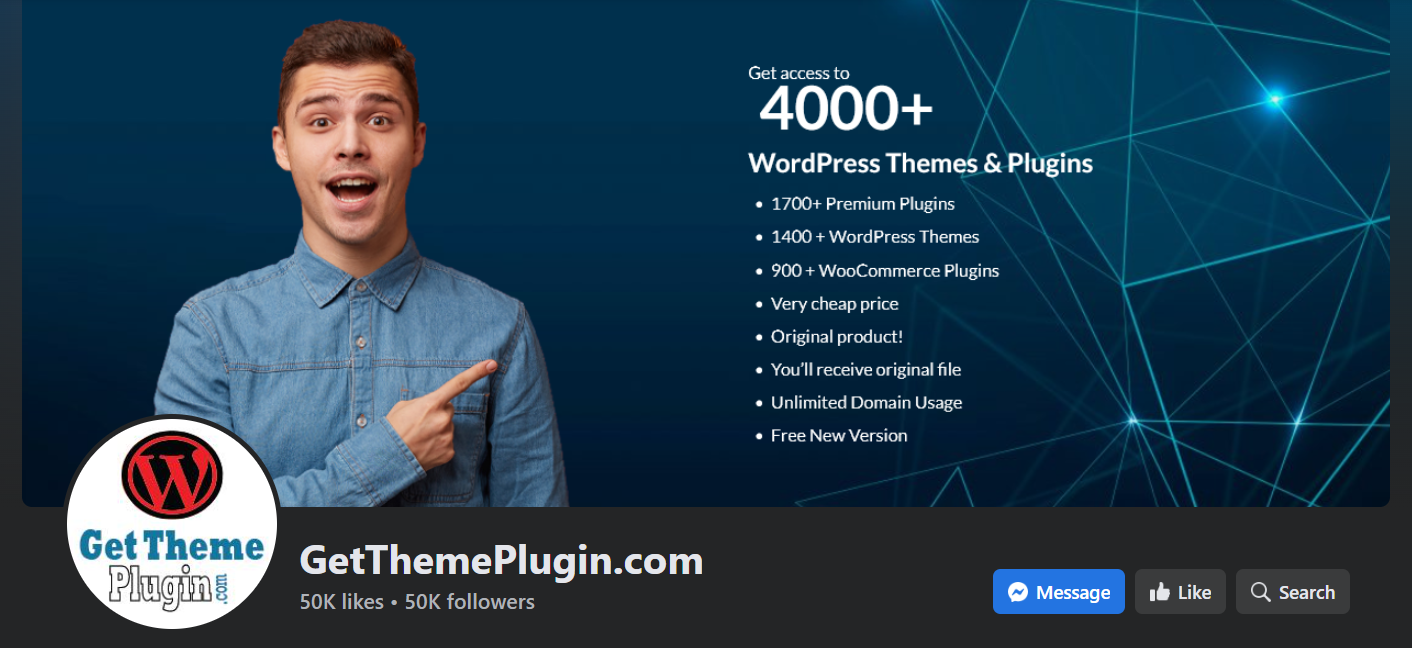 Get access to
4000+
WordPress Themes & Plugins
• 1700+ Premium Plugins
• 1400 + WordPress Themes
• 900 + WooCommerce Plugins
• Very cheap price
• Original product!
• You'll receive original file
• Unlimited Domain Usage
• Free New Version
W
Get Theme
Plugin.com
GetThemePlugin.com
50K likes • 50K followers
Message
Like
Search